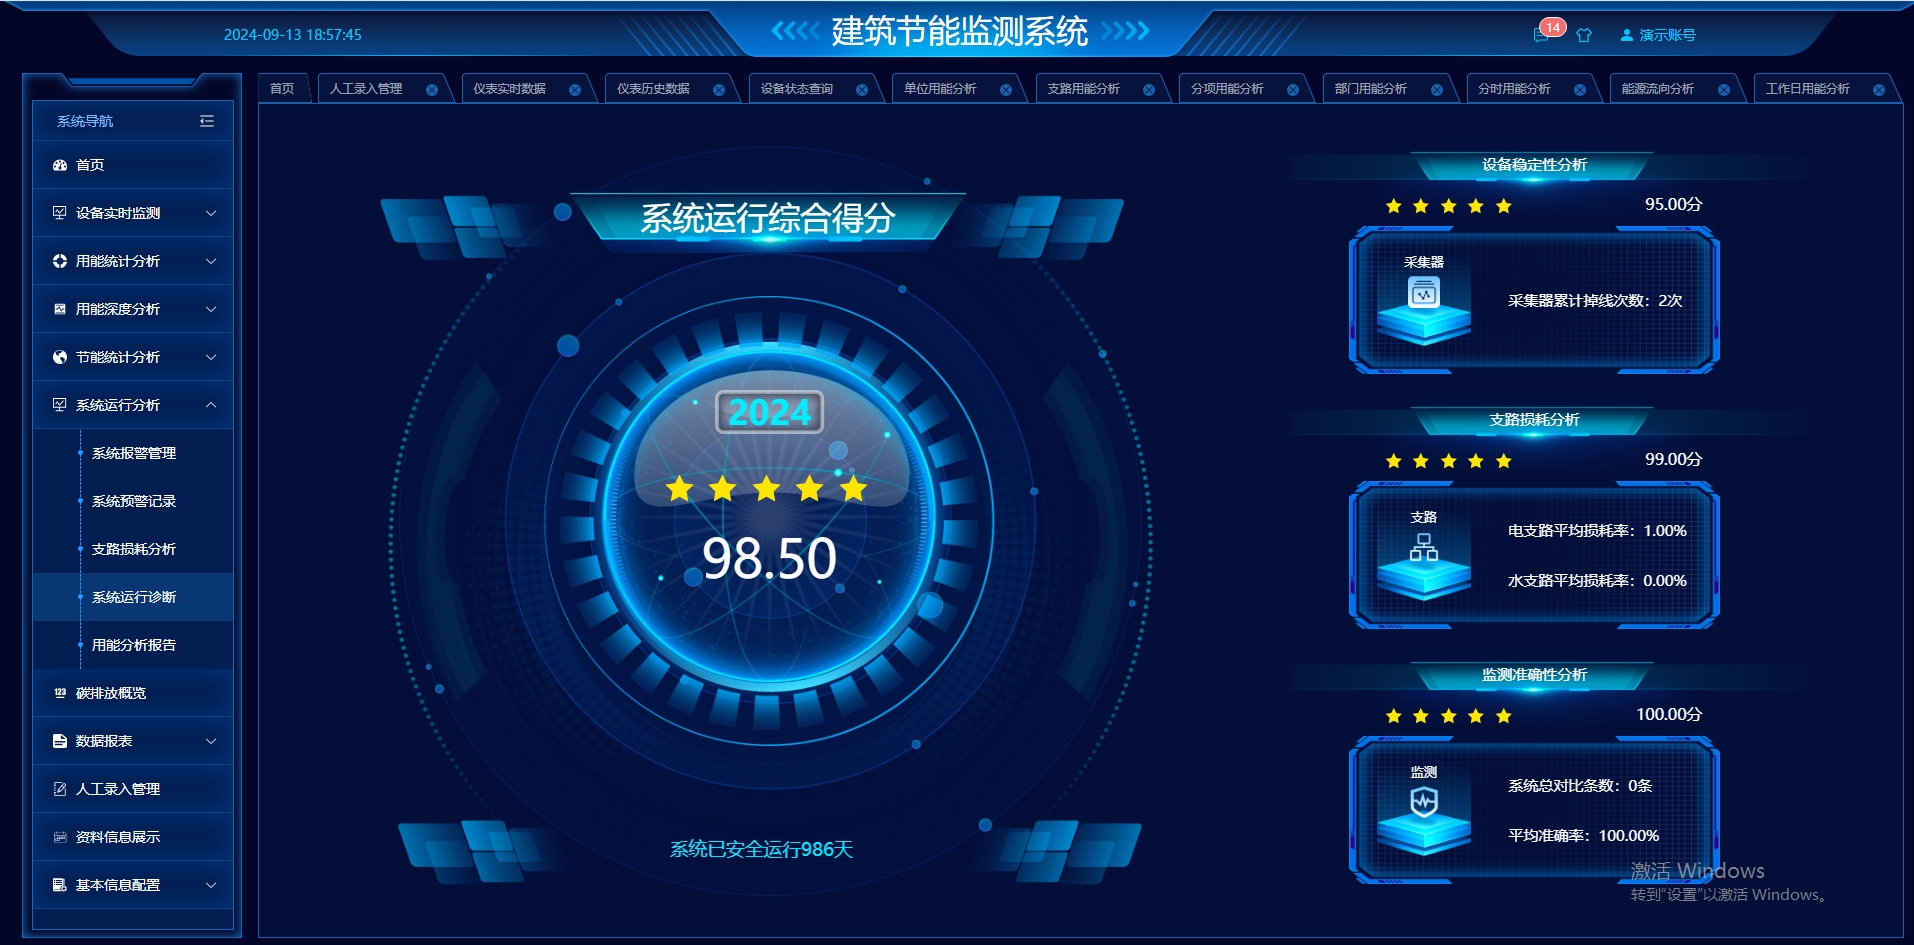 2024-09-13 18:57:45
建筑节能监测系统
14
演示账号
首页
人工录入管理
仪表实时数据
仪表历史数据
设备状态查询
单位用能分析
支路用能分析
分项用能分析
部门用能分析
分时用能分析
能源流向分析
工作日用能分析
系统导航
首页
设备实时监测
用能统计分析
用能深度分析
节能统计分析
系统运行分析
系统报警管理
系统预警记录
支路损耗分析
系统运行诊断
用能分析报告
123 碳排放概览
数据报表
人工录入管理
资料信息展示
基本信息配置
系统运行综合得分
2024
98.50
系统已安全运行986天
设备稳定性分析
95.00分
采集器
采集器累计掉线次数：2次
支路损耗分析
99.00分
支路
电支路平均损耗率：1.00%
水支路平均损耗率：0.00%
监测准确性分析
100.00分
监测
系统总对比条数：0条
平均准确率：100.00%
激活 Windows
转到"设置"以激活 Windows。